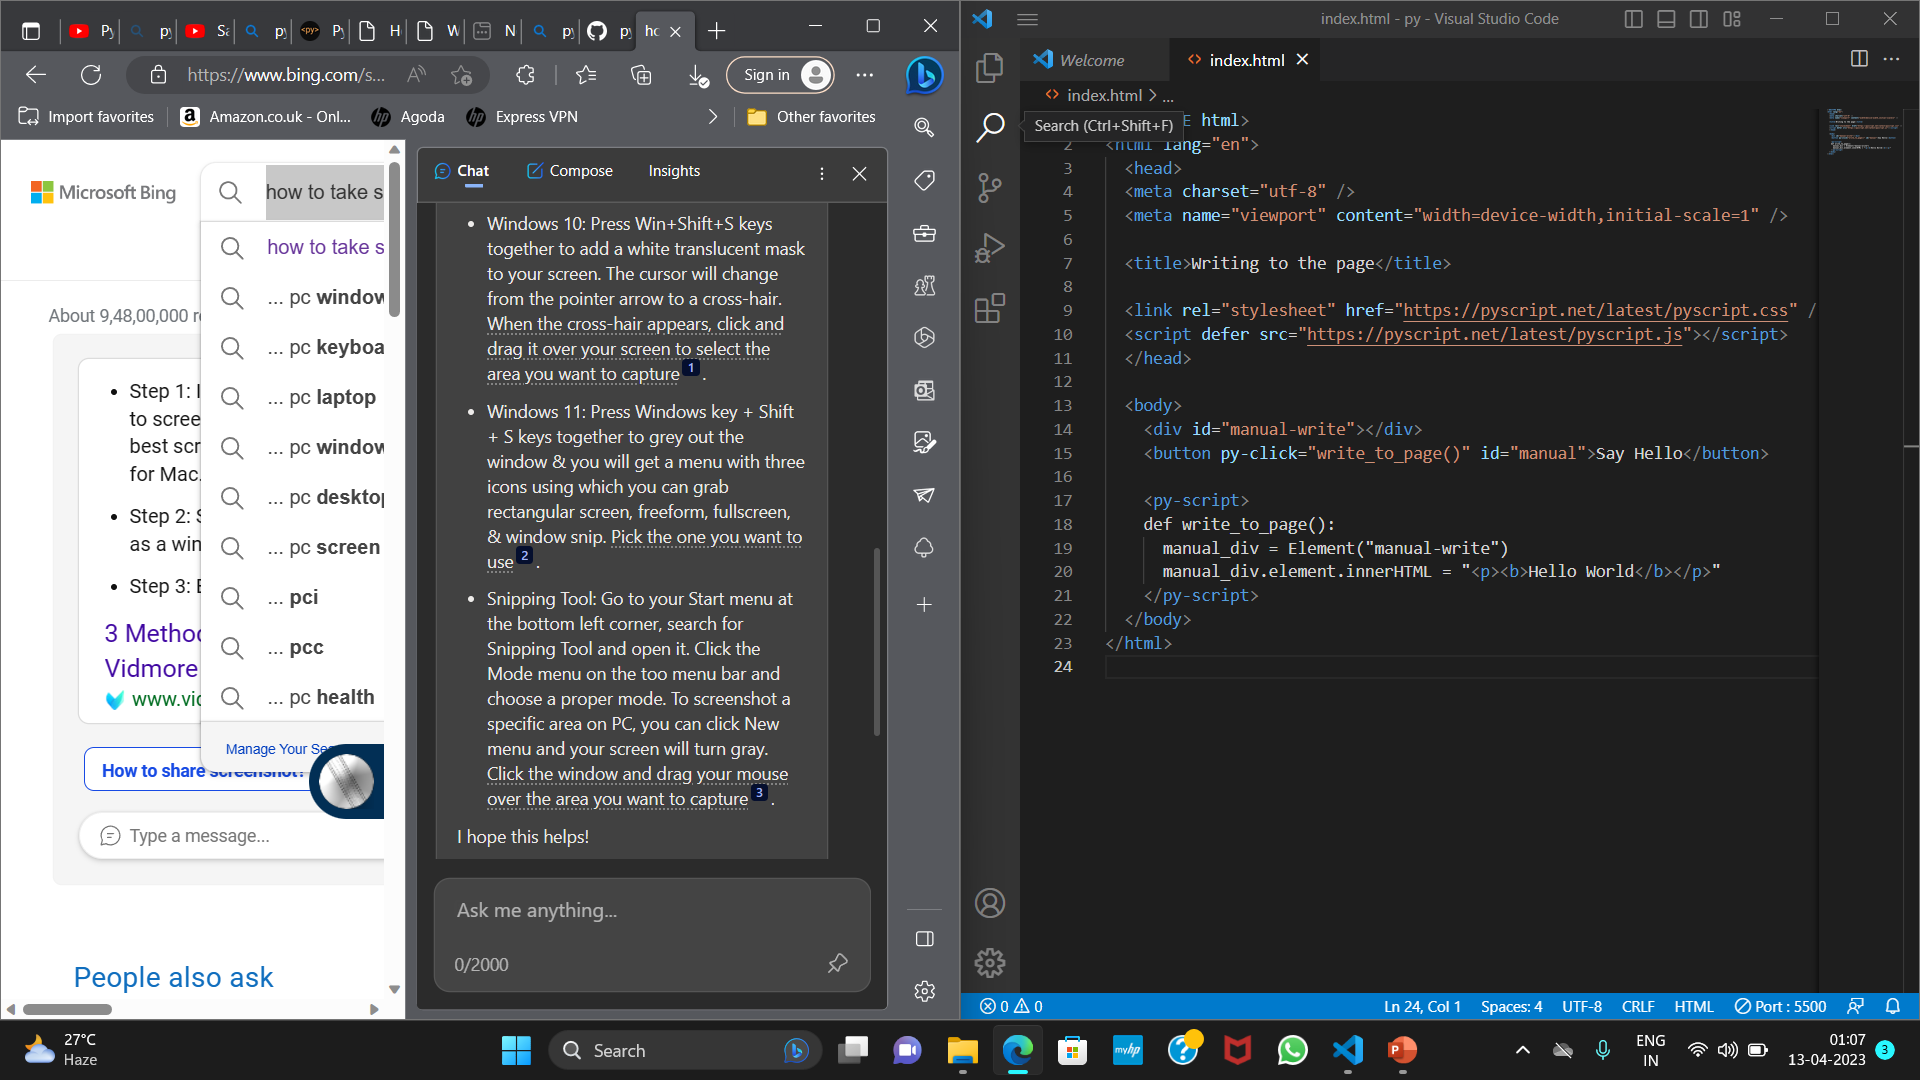 Py
py
Sa
py
Py
H
W
N
py
py
ho
https://www.bing.com/s...
Sign in
Import favorites
Amazon.co.uk - Onl...
Agoda
Express VPN
Other favorites
Microsoft Bing
how to take s
how to take s
... pc window
... pc keyboa
... pc laptop
... pc window
... pc desktop
... pc screen
... pci
... pcc
... pc health
Manage Your Sea
About 9,48,00,000 re
Step 1: I
to scree
best scr
for Mac.
Step 2: S
as a win
Step 3: E
3 Method
Vidmore
www.vid
How to share screenshot?
Type a message...
People also ask
Chat
Compose
Insights
Windows 10: Press Win+Shift+S keys
together to add a white translucent mask
to your screen. The cursor will change
from the pointer arrow to a cross-hair.
When the cross-hair appears, click and
drag it over your screen to select the
area you want to capture 1 .
Windows 11: Press Windows key + Shift
+ S keys together to grey out the
window & you will get a menu with three
icons using which you can grab
rectangular screen, freeform, fullscreen,
& window snip. Pick the one you want to
use 2 .
Snipping Tool: Go to your Start menu at
the bottom left corner, search for
Snipping Tool and open it. Click the
Mode menu on the too menu bar and
choose a proper mode. To screenshot a
specific area on PC, you can click New
menu and your screen will turn gray.
Click the window and drag your mouse
over the area you want to capture 3 .
I hope this helps!
Ask me anything...
0/2000
index.html - py - Visual Studio Code
Welcome
index.html
index.html > ...
Search (Ctrl+Shift+F)
E html>
2 <html lang="en">
3 <head>
4 <meta charset="utf-8" />
5 <meta name="viewport" content="width=device-width,initial-scale=1" />
6
7 <title>Writing to the page</title>
8
9 <link rel="stylesheet" href="https://pyscript.net/latest/pyscript.css" /
10 <script defer src="https://pyscript.net/latest/pyscript.js"></script>
11 </head>
12
13 <body>
14 <div id="manual-write"></div>
15 <button py-click="write_to_page()" id="manual">Say Hello</button>
16
17 <py-script>
18 def write_to_page():
19 manual_div = Element("manual-write")
20 manual_div.element.innerHTML = "<p><b>Hello World</b></p>"
21 </py-script>
22 </body>
23 </html>
24
0 0
Ln 24, Col 1
Spaces: 4
UTF-8
CRLF
HTML
Port : 5500
27°C
Haze
Search
myhp
ENG
IN
01:07
13-04-2023
3